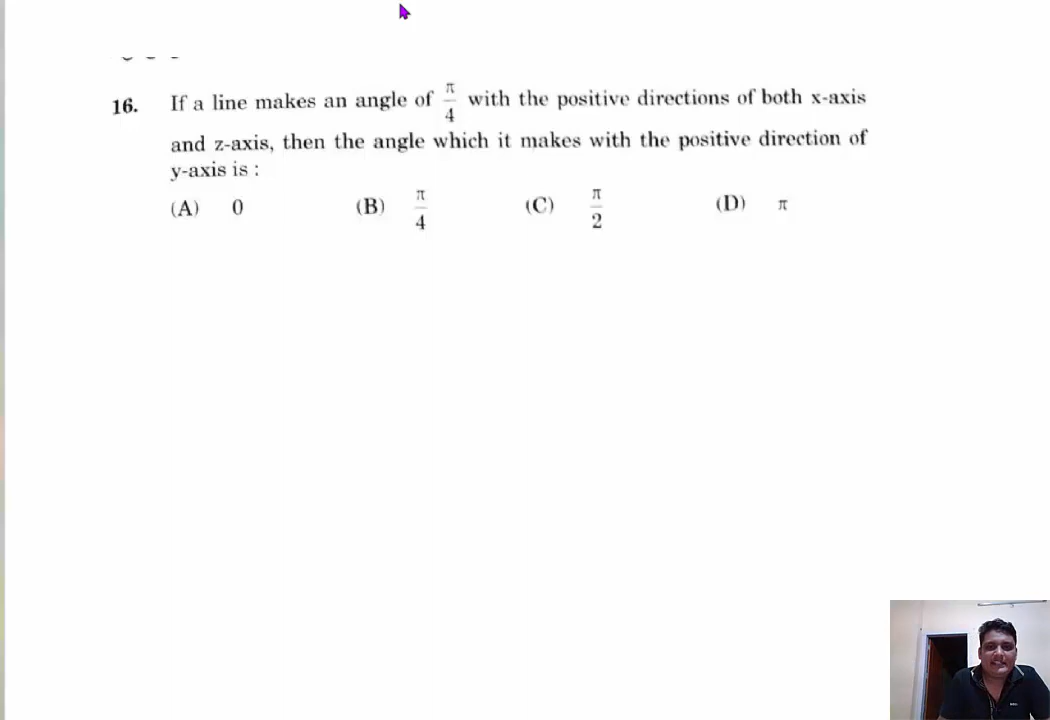 16. If a line makes an angle of π/4 with the positive directions of both x-axis
and z-axis, then the angle which it makes with the positive direction of
y-axis is :
(A) 0 (B) π/4 (C) π/2 (D) π